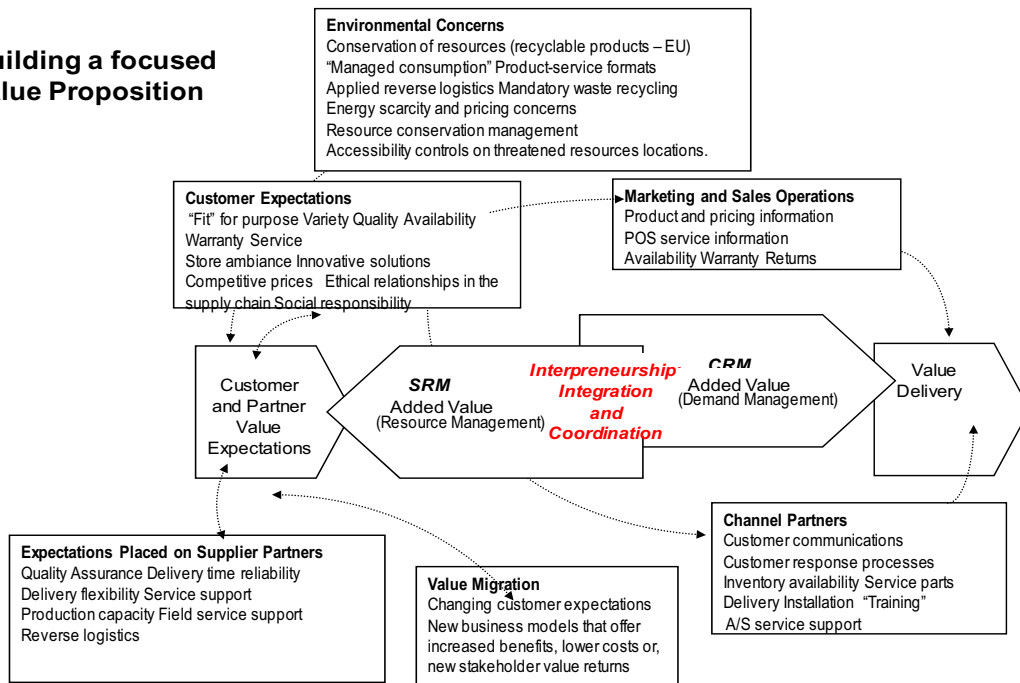 uilding a focused
lue Proposition
Environmental Concerns
Conservation of resources (recyclable products – EU)
“Managed consumption” Product-service formats
Applied reverse logistics Mandatory waste recycling
Energy scarcity and pricing concerns
Resource conservation management
Accessibility controls on threatened resources locations.
Customer Expectations
“Fit” for purpose Variety Quality Availability
Warranty Service
Store ambiance Innovative solutions
Competitive prices Ethical relationships in the
supply chain Social responsibility
Marketing and Sales Operations
Product and pricing information
POS service information
Availability Warranty Returns
Customer
and Partner
Value
Expectations
SRM
Added Value
(Resource Management)
Interpreneurship
Integration
and
Coordination
CRM
Added Value
(Demand Management)
Value
Delivery
Expectations Placed on Supplier Partners
Quality Assurance Delivery time reliability
Delivery flexibility Service support
Production capacity Field service support
Reverse logistics
Value Migration
Changing customer expectations
New business models that offer
increased benefits, lower costs or,
new stakeholder value returns
Channel Partners
Customer communications
Customer response processes
Inventory availability Service parts
Delivery Installation “Training”
A/S service support